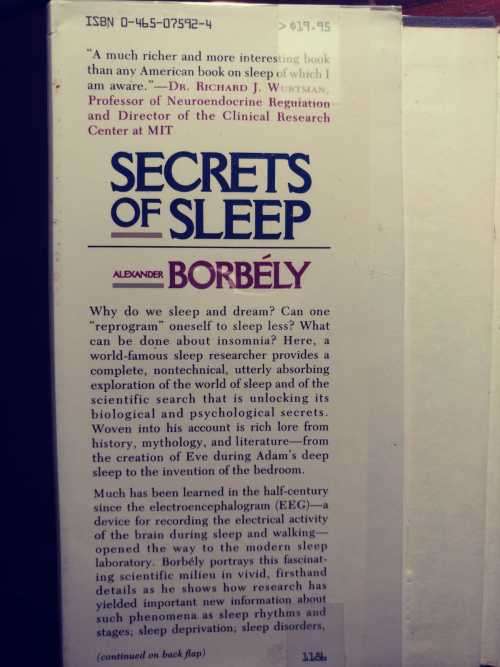 ISBN 0-465-07592-4
>$19.95
"A much richer and more interesting book
than any American book on sleep of which I
am aware."—DR. RICHARD J. WURTMAN,
Professor of Neuroendocrine Regulation
and Director of the Clinical Research
Center at MIT
SECRETS
OF SLEEP
ALEXANDER BORBÉLY
Why do we sleep and dream? Can one
"reprogram" oneself to sleep less? What
can be done about insomnia? Here, a
world-famous sleep researcher provides a
complete, nontechnical, utterly absorbing
exploration of the world of sleep and of the
scientific search that is unlocking its
biological and psychological secrets.
Woven into his account is rich lore from
history, mythology, and literature—from
the creation of Eve during Adam's deep
sleep to the invention of the bedroom.
Much has been learned in the half-century
since the electroencephalogram (EEG)—a
device for recording the electrical activity
of the brain during sleep and walking—
opened the way to the modern sleep
laboratory. Borbély portrays this fascinat-
ing scientific milieu in vivid, firsthand
details as he shows how research has
yielded important new information about
such phenomena as sleep rhythms and
stages; sleep deprivation; sleep disorders,
(continued on back flap)